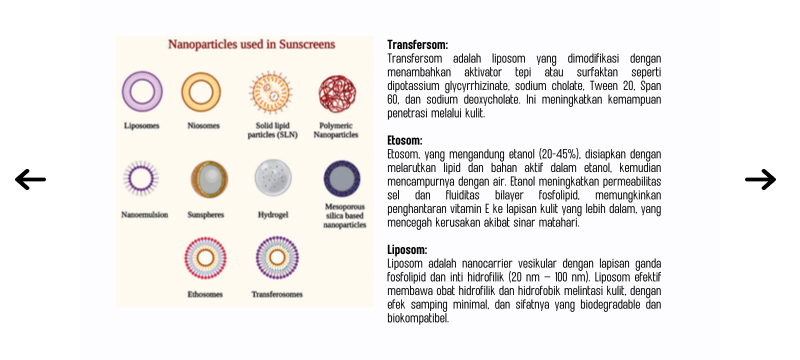 Nanoparticles used in Sunscreens
Liposomes
Niosomes
Solid lipid
particles (SLN)
Polymeric
Nanoparticles
Nanoemulsion
Sunspheres
Hydrogel
Mesoporous
silica based
nanoparticles
Ethosomes
Transferosomes
Transfersom:
Transfersom adalah liposom yang dimodifikasi dengan
menambahkan aktivator tepi atau surfaktan seperti
dipotassium glycyrrhizinate, sodium cholate, Tween 20, Span
60, dan sodium deoxycholate. Ini meningkatkan kemampuan
penetrasi melalui kulit.
Etosom:
Etosom, yang mengandung etanol (20-45%), disiapkan dengan
melarutkan lipid dan bahan aktif dalam etanol, kemudian
mencampurnya dengan air. Etanol meningkatkan permeabilitas
sel dan fluiditas bilayer fosfolipid, memungkinkan
penghantaran vitamin E ke lapisan kulit yang lebih dalam, yang
mencegah kerusakan akibat sinar matahari.
Liposom:
Liposom adalah nanocarrier vesikular dengan lapisan ganda
fosfolipid dan inti hidrofilik (20 nm – 100 nm). Liposom efektif
membawa obat hidrofilik dan hidrofobik melintasi kulit, dengan
efek samping minimal, dan sifatnya yang biodegradable dan
biokompatibel.